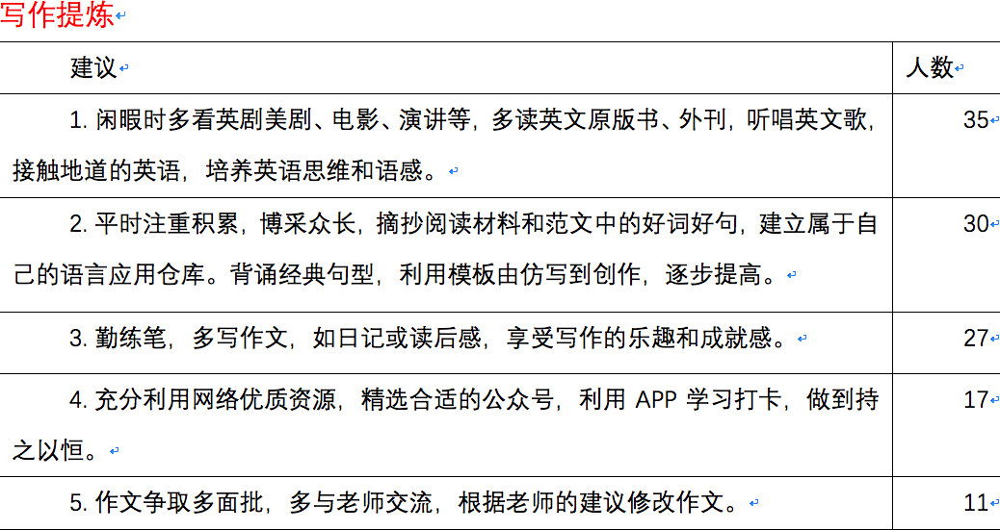 写作提炼
建议 人数
1. 闲暇时多看英剧美剧、电影、演讲等，多读英文原版书、外刊，听唱英文歌， 35
接触地道的英语，培养英语思维和语感。
2. 平时注重积累，博采众长，摘抄阅读材料和范文中的好词好句，建立属于自 30
己的语言应用仓库。背诵经典句型，利用模板由仿写到创作，逐步提高。
3. 勤练笔，多写作文，如日记或读后感，享受写作的乐趣和成就感。 27
4. 充分利用网络优质资源，精选合适的公众号，利用 APP 学习打卡，做到持 17
之以恒。
5. 作文争取多面批，多与老师交流，根据老师的建议修改作文。 11